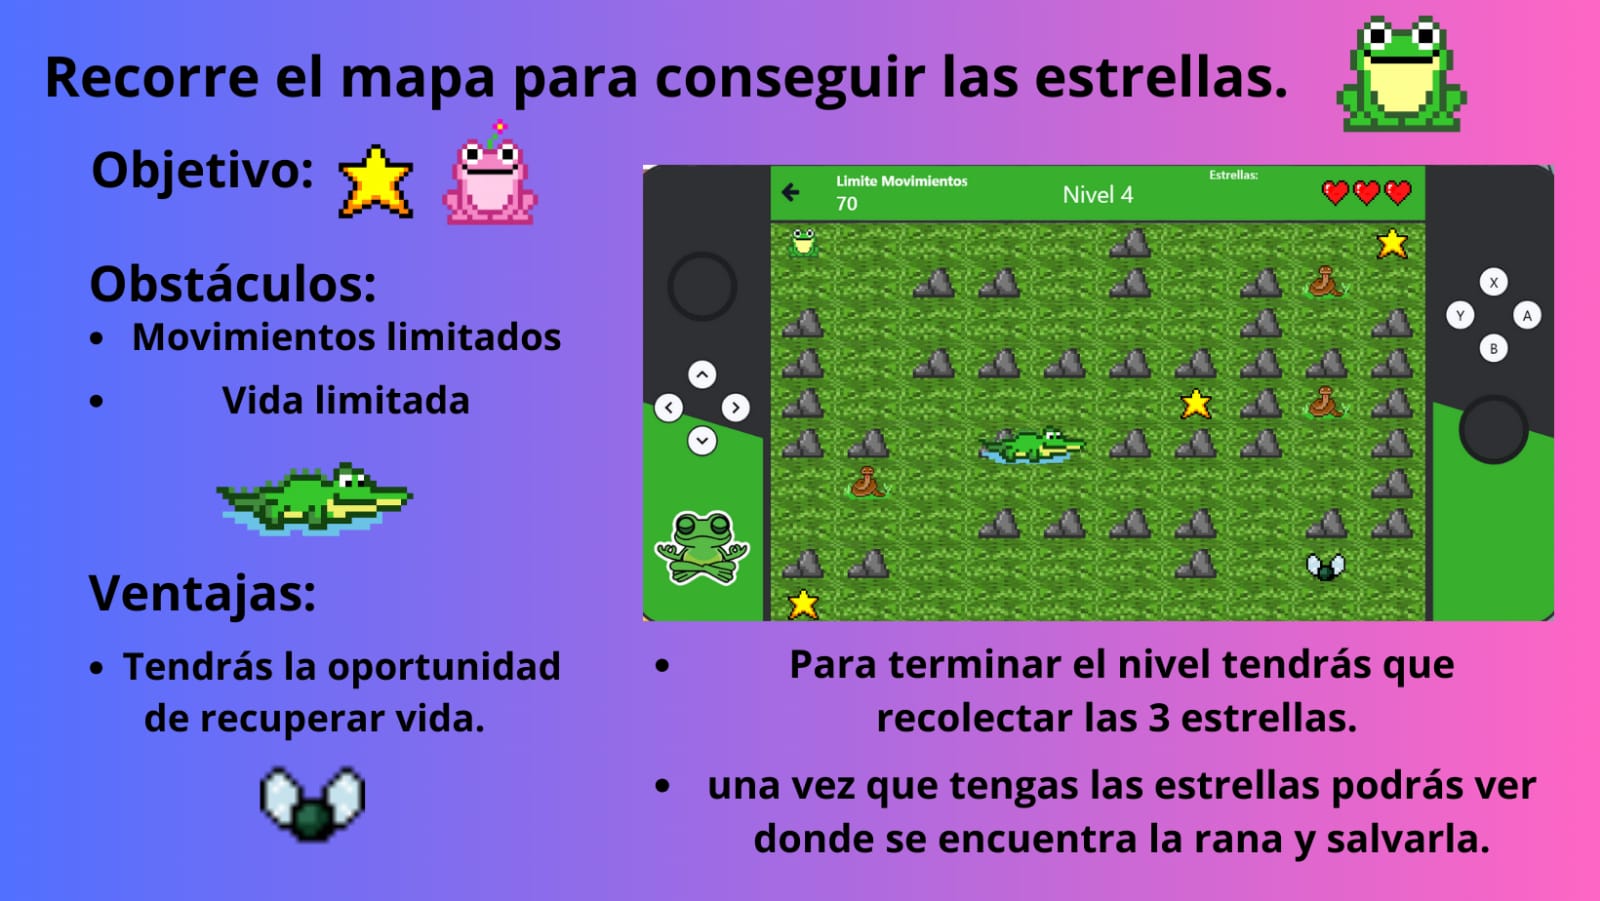 Recorre el mapa para conseguir las estrellas.
Objetivo:
Obstáculos:
• Movimientos limitados
• Vida limitada
Ventajas:
• Tendrás la oportunidad
de recuperar vida.
Limite Movimientos
70
Nivel 4
Estrellas:
X
Y
A
B
• Para terminar el nivel tendrás que
recolectar las 3 estrellas.
• una vez que tengas las estrellas podrás ver
donde se encuentra la rana y salvarla.